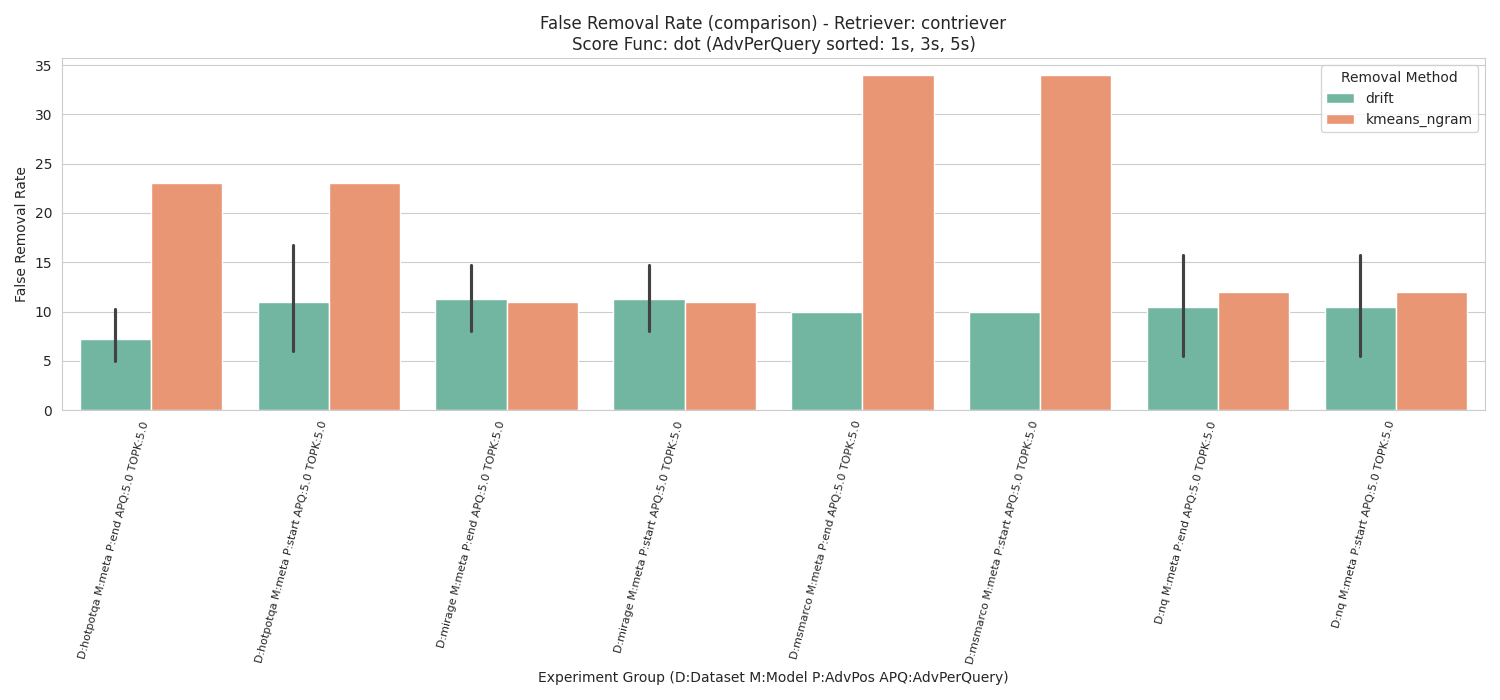 False Removal Rate (comparison) - Retriever: contriever
Score Func: dot (AdvPerQuery sorted: 1s, 3s, 5s)
Removal Method
drift
kmeans_ngram
False Removal Rate
35
30
25
20
15
10
5
0
D:hotpotqa M:meta P:end APQ:5.0 TOPK:5.0
D:hotpotqa M:meta P:start APQ:5.0 TOPK:5.0
D:mirage M:meta P:end APQ:5.0 TOPK:5.0
D:mirage M:meta P:start APQ:5.0 TOPK:5.0
D:msmarco M:meta P:end APQ:5.0 TOPK:5.0
D:msmarco M:meta P:start APQ:5.0 TOPK:5.0
D:nq M:meta P:end APQ:5.0 TOPK:5.0
D:nq M:meta P:start APQ:5.0 TOPK:5.0
Experiment Group (D:Dataset M:Model P:AdvPos APQ:AdvPerQuery)